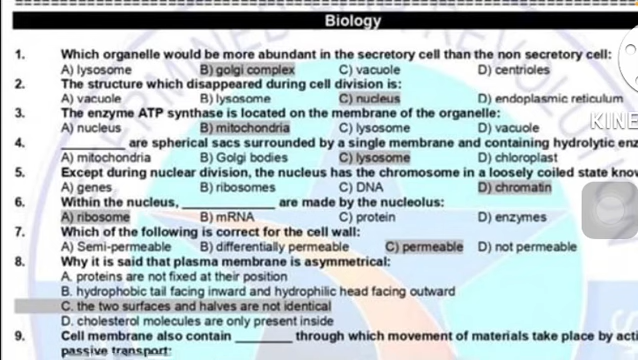 Biology
1. Which organelle would be more abundant in the secretory cell than the non secretory cell:
A) lysosome B) golgi complex C) vacuole D) centrioles
2. The structure which disappeared during cell division is:
A) vacuole B) lysosome C) nucleus D) endoplasmic reticulum
3. The enzyme ATP synthase is located on the membrane of the organelle:
A) nucleus B) mitochondria C) lysosome D) vacuole
KINE
4. ________ are spherical sacs surrounded by a single membrane and containing hydrolytic enz
A) mitochondria B) Golgi bodies C) lysosome D) chloroplast
5. Except during nuclear division, the nucleus has the chromosome in a loosely coiled state know
A) genes B) ribosomes C) DNA D) chromatin
6. Within the nucleus, ____________ are made by the nucleolus:
A) ribosome B) mRNA C) protein D) enzymes
7. Which of the following is correct for the cell wall:
A) Semi-permeable B) differentially permeable C) permeable D) not permeable
8. Why it is said that plasma membrane is asymmetrical:
A. proteins are not fixed at their position
B. hydrophobic tail facing inward and hydrophilic head facing outward
C. the two surfaces and halves are not identical
D. cholesterol molecules are only present inside
9. Cell membrane also contain ________ through which movement of materials take place by acti
passive transport: